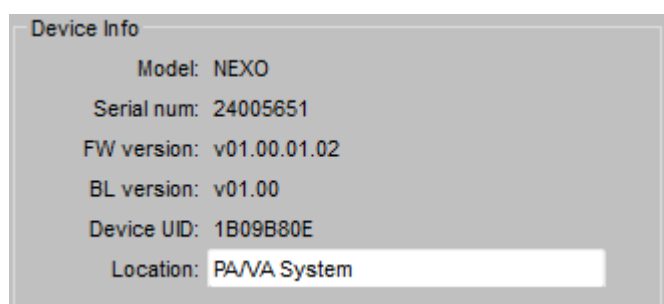 Device Info
Model: NEXO
Serial num: 24005651
FW version: v01.00.01.02
BL version: v01.00
Device UID: 1B09B80E
Location: PA/VA System